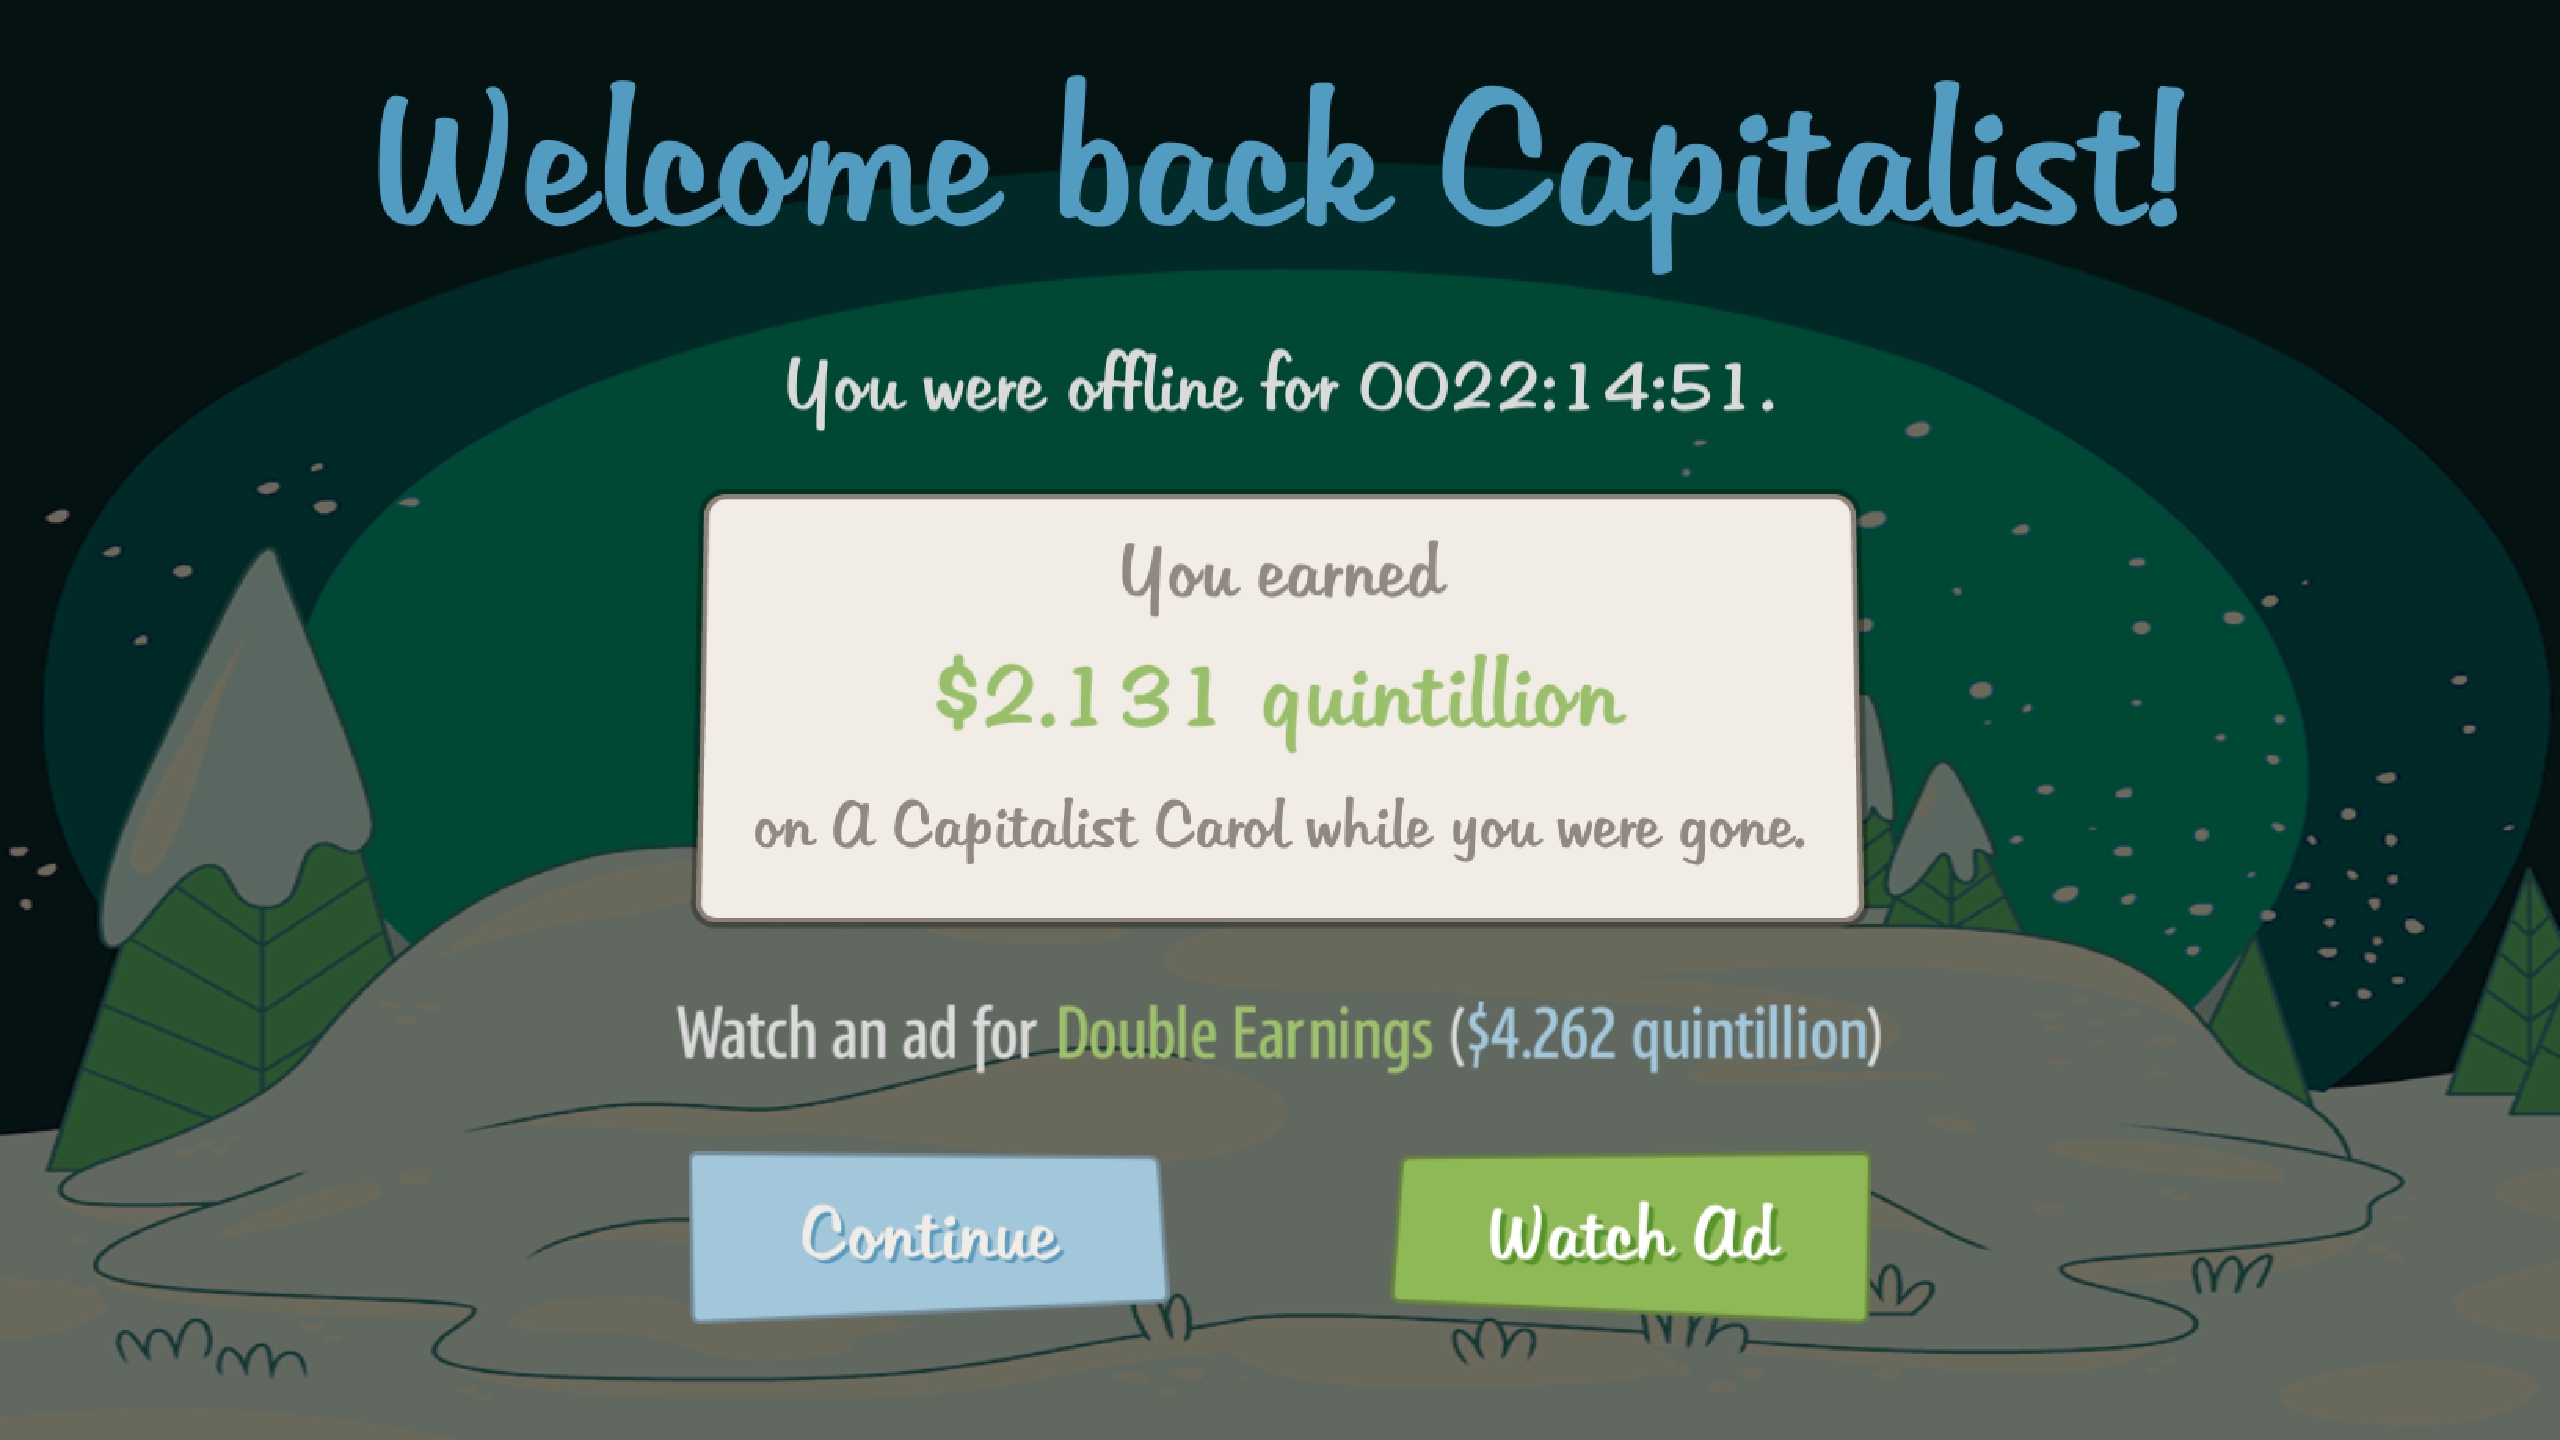 Welcome back Capitalist!
You were offline for 0022:14:51.
You earned
$2.131 quintillion
on A Capitalist Carol while you were gone.
Watch an ad for Double Earnings ($4.262 quintillion)
Continue
Watch Ad